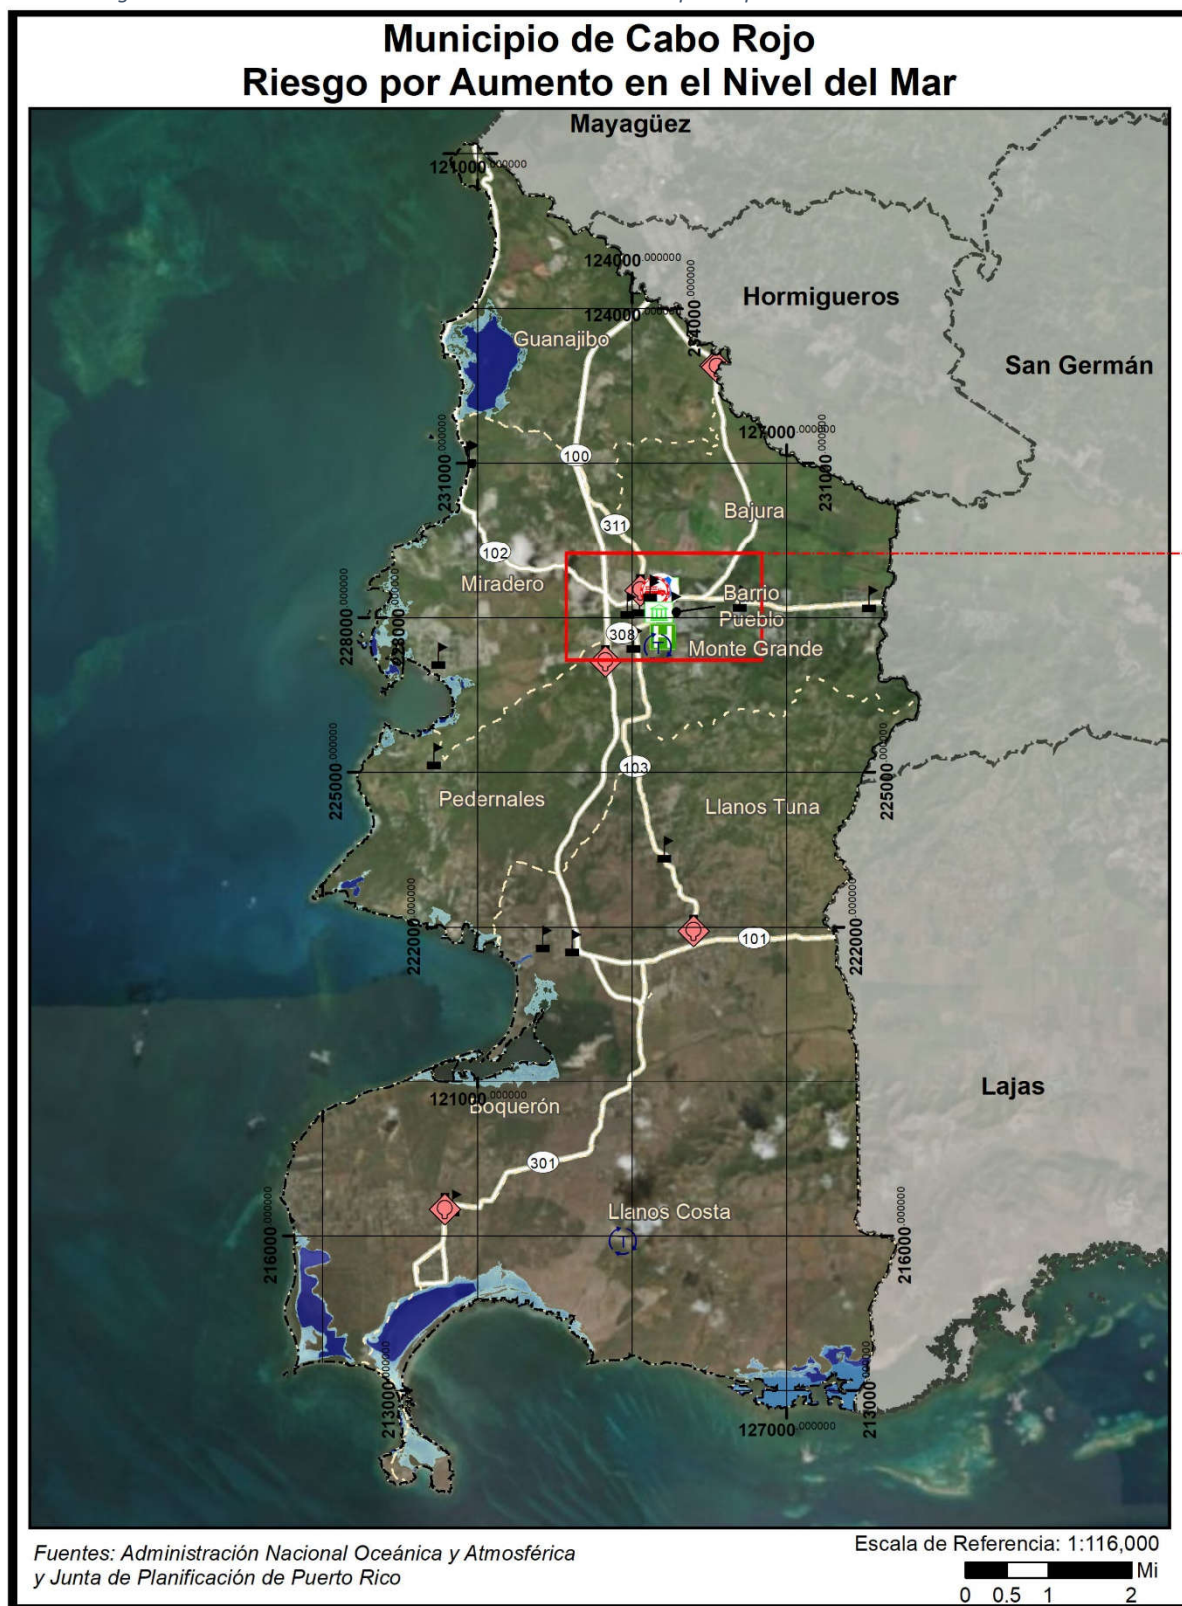 Municipio de Cabo Rojo
Riesgo por Aumento en el Nivel del Mar
Mayagüez
121000.000000
124000.000000
124000.000000
234000.000000
Hormigueros
Guanajibo
San Germán
127000.000000
231000.000000
231000.000000
100
Bajura
311
102
Miradero
Barrio
Pueblo
228000.000000
228000.000000
308
T
Monte Grande
225000.000000
103
225000.000000
Pedernales
Llanos Tuna
222000.000000
101
222000.000000
Lajas
121000.000000
Boquerón
301
Llanos Costa
T
216000.000000
216000.000000
213000.000000
127000.000000
213000.000000
Fuentes: Administración Nacional Oceánica y Atmosférica
y Junta de Planificación de Puerto Rico
Escala de Referencia: 1:116,000
Mi
0 0.5 1 2